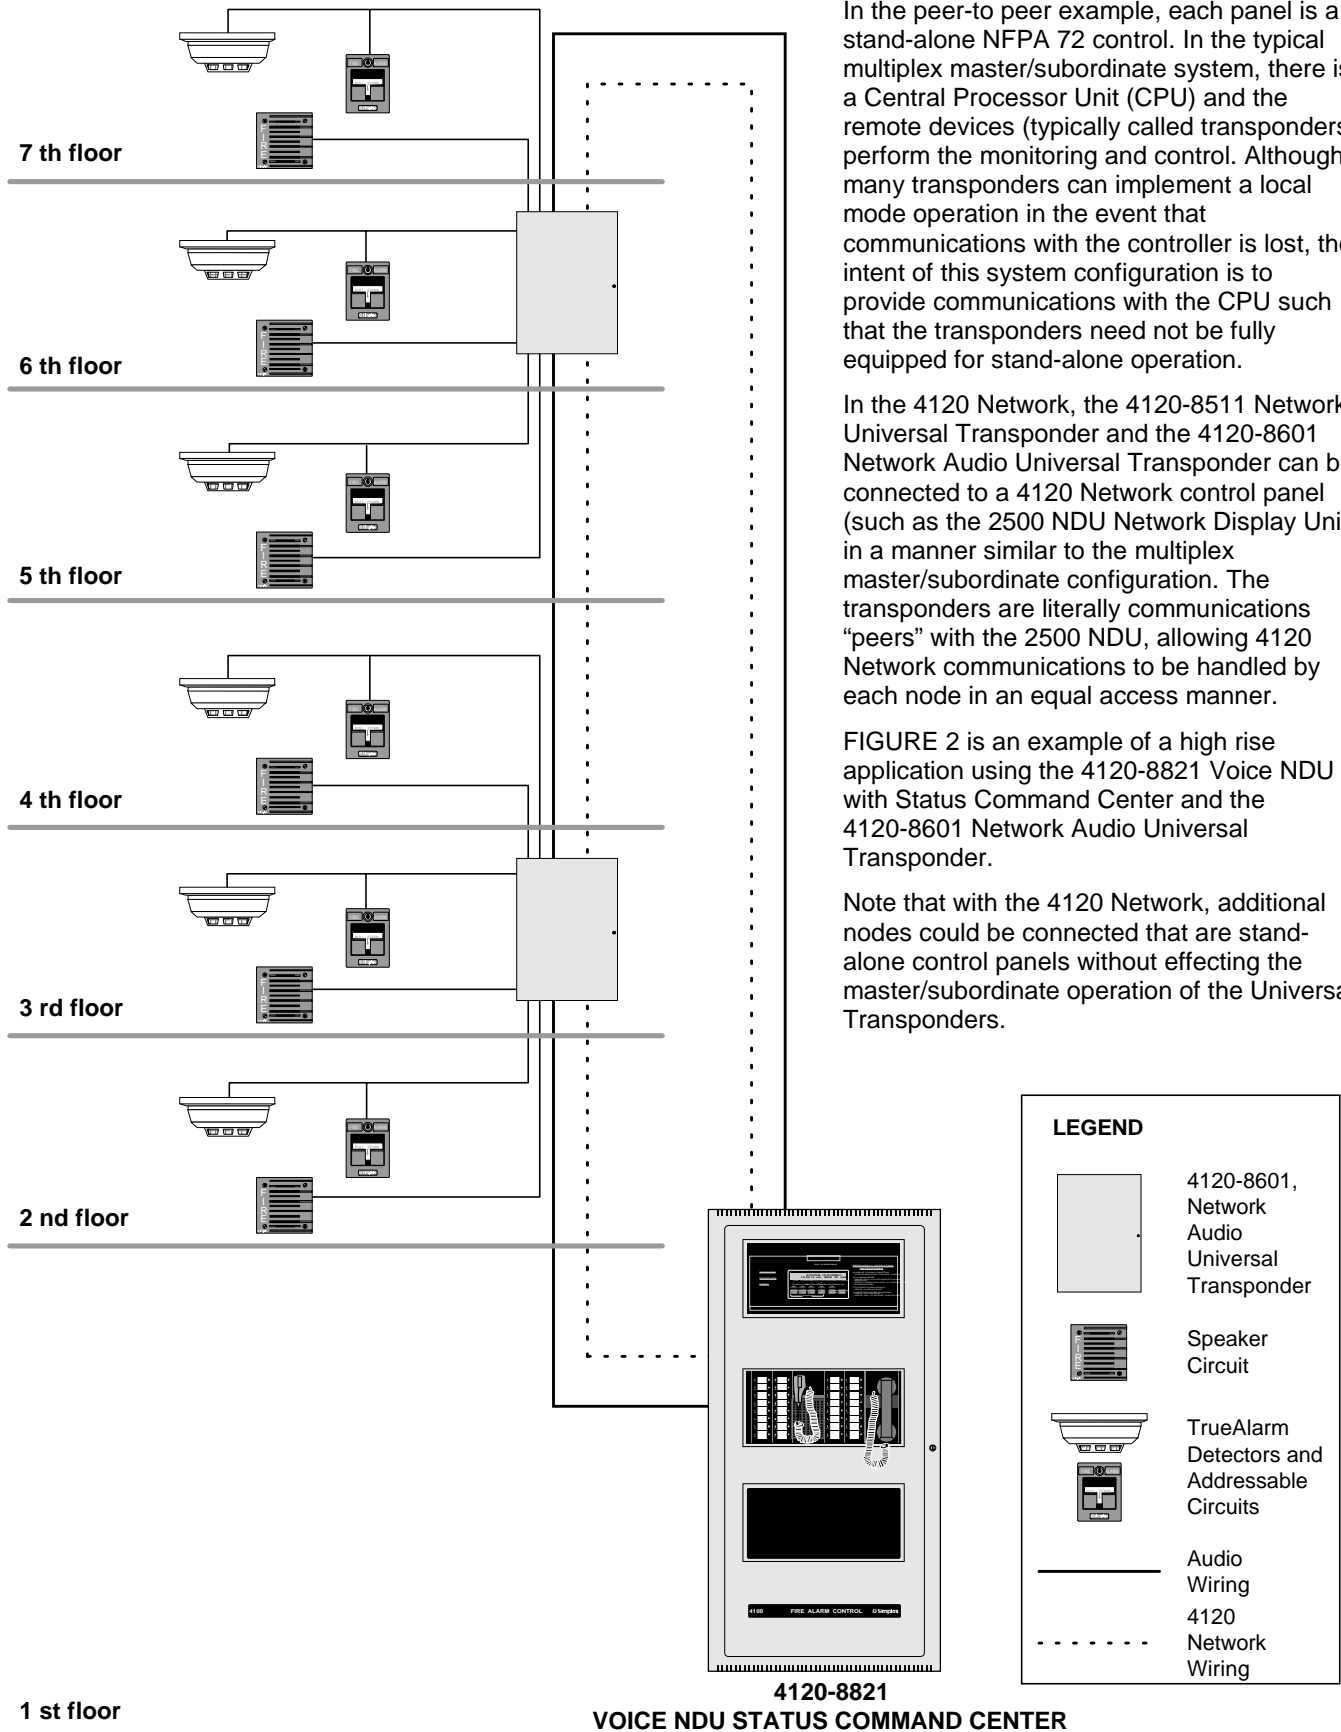 In the peer-to peer example, each panel is a
stand-alone NFPA 72 control. In the typical
multiplex master/subordinate system, there is
a Central Processor Unit (CPU) and the
remote devices (typically called transponders
perform the monitoring and control. Although
many transponders can implement a local
mode operation in the event that
communications with the controller is lost, the
intent of this system configuration is to
provide communications with the CPU such
that the transponders need not be fully
equipped for stand-alone operation.
In the 4120 Network, the 4120-8511 Network
Universal Transponder and the 4120-8601
Network Audio Universal Transponder can be
connected to a 4120 Network control panel
(such as the 2500 NDU Network Display Uni
in a manner similar to the multiplex
master/subordinate configuration. The
transponders are literally communications
“peers” with the 2500 NDU, allowing 4120
Network communications to be handled by
each node in an equal access manner.
FIGURE 2 is an example of a high rise
application using the 4120-8821 Voice NDU
with Status Command Center and the
4120-8601 Network Audio Universal
Transponder.
Note that with the 4120 Network, additional
nodes could be connected that are stand-
alone control panels without effecting the
master/subordinate operation of the Universa
Transponders.
7 th floor
FIRE
6 th floor
FIRE
5 th floor
FIRE
4 th floor
FIRE
3 rd floor
FIRE
2 nd floor
FIRE
1 st floor
4100 FIRE ALARM CONTROL Simplex
4120-8821
VOICE NDU STATUS COMMAND CENTER
LEGEND
4120-8601,
Network
Audio
Universal
Transponder
FIRE
Speaker
Circuit
TrueAlarm
Detectors and
Addressable
Circuits
Audio
Wiring
4120
Network
Wiring